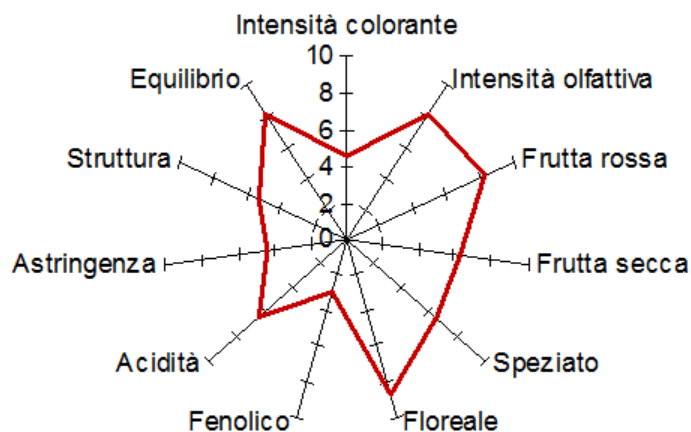 Intensità colorante
10
Equilibrio
Intensità olfattiva
8
6
Struttura
Frutta rossa
4
2
0
Astringenza
Frutta secca
Acidità
Speziato
Fenolico
Floreale